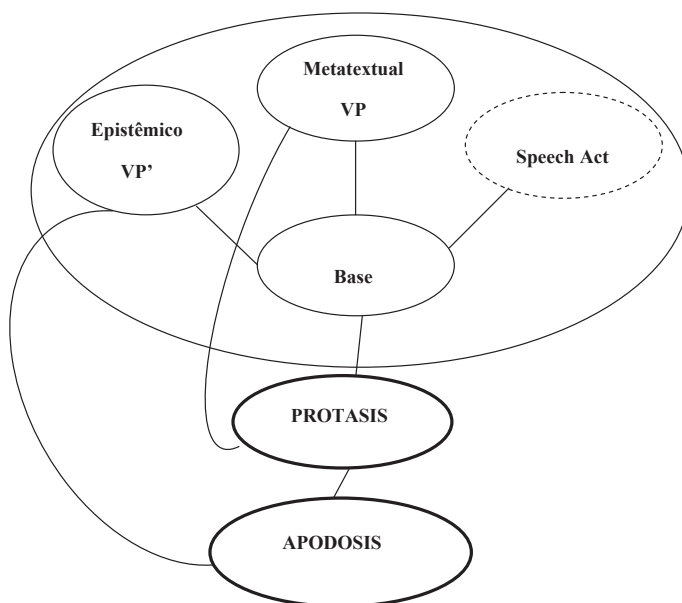 Metatextual
VP
Epistêmico
VP’
Speech Act
Base
PROTASIS
APODOSIS